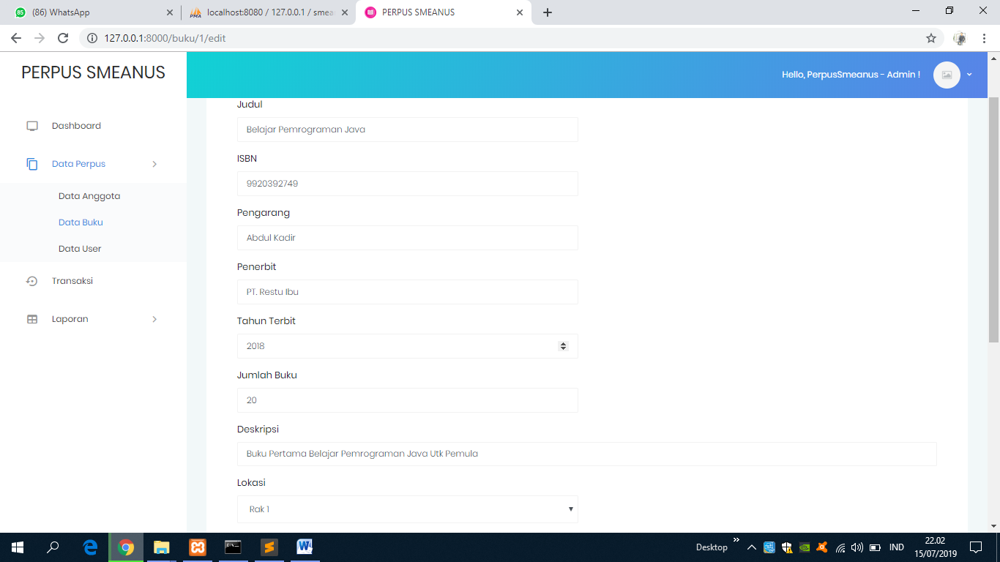 (86) WhatsApp
localhost:8080 / 127.0.0.1 / smea
PERPUS SMEANUS
127.0.0.1:8000/buku/1/edit
PERPUS SMEANUS
Hello, PerpusSmeanus - Admin !
Dashboard
Data Perpus
Data Anggota
Data Buku
Data User
Transaksi
Laporan
Judul
Belajar Pemrograman Java
ISBN
9920392749
Pengarang
Abdul Kadir
Penerbit
PT. Restu Ibu
Tahun Terbit
2018
Jumlah Buku
20
Deskripsi
Buku Pertama Belajar Pemrograman Java Utk Pemula
Lokasi
Rak 1
Desktop
IND
22.02
15/07/2019